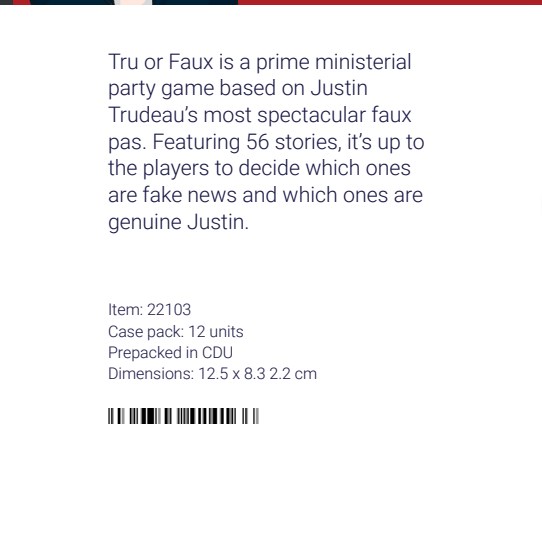 Tru or Faux is a prime ministerial
party game based on Justin
Trudeau’s most spectacular faux
pas. Featuring 56 stories, it’s up to
the players to decide which ones
are fake news and which ones are
genuine Justin.
Item: 22103
Case pack: 12 units
Prepacked in CDU
Dimensions: 12.5 x 8.3 2.2 cm